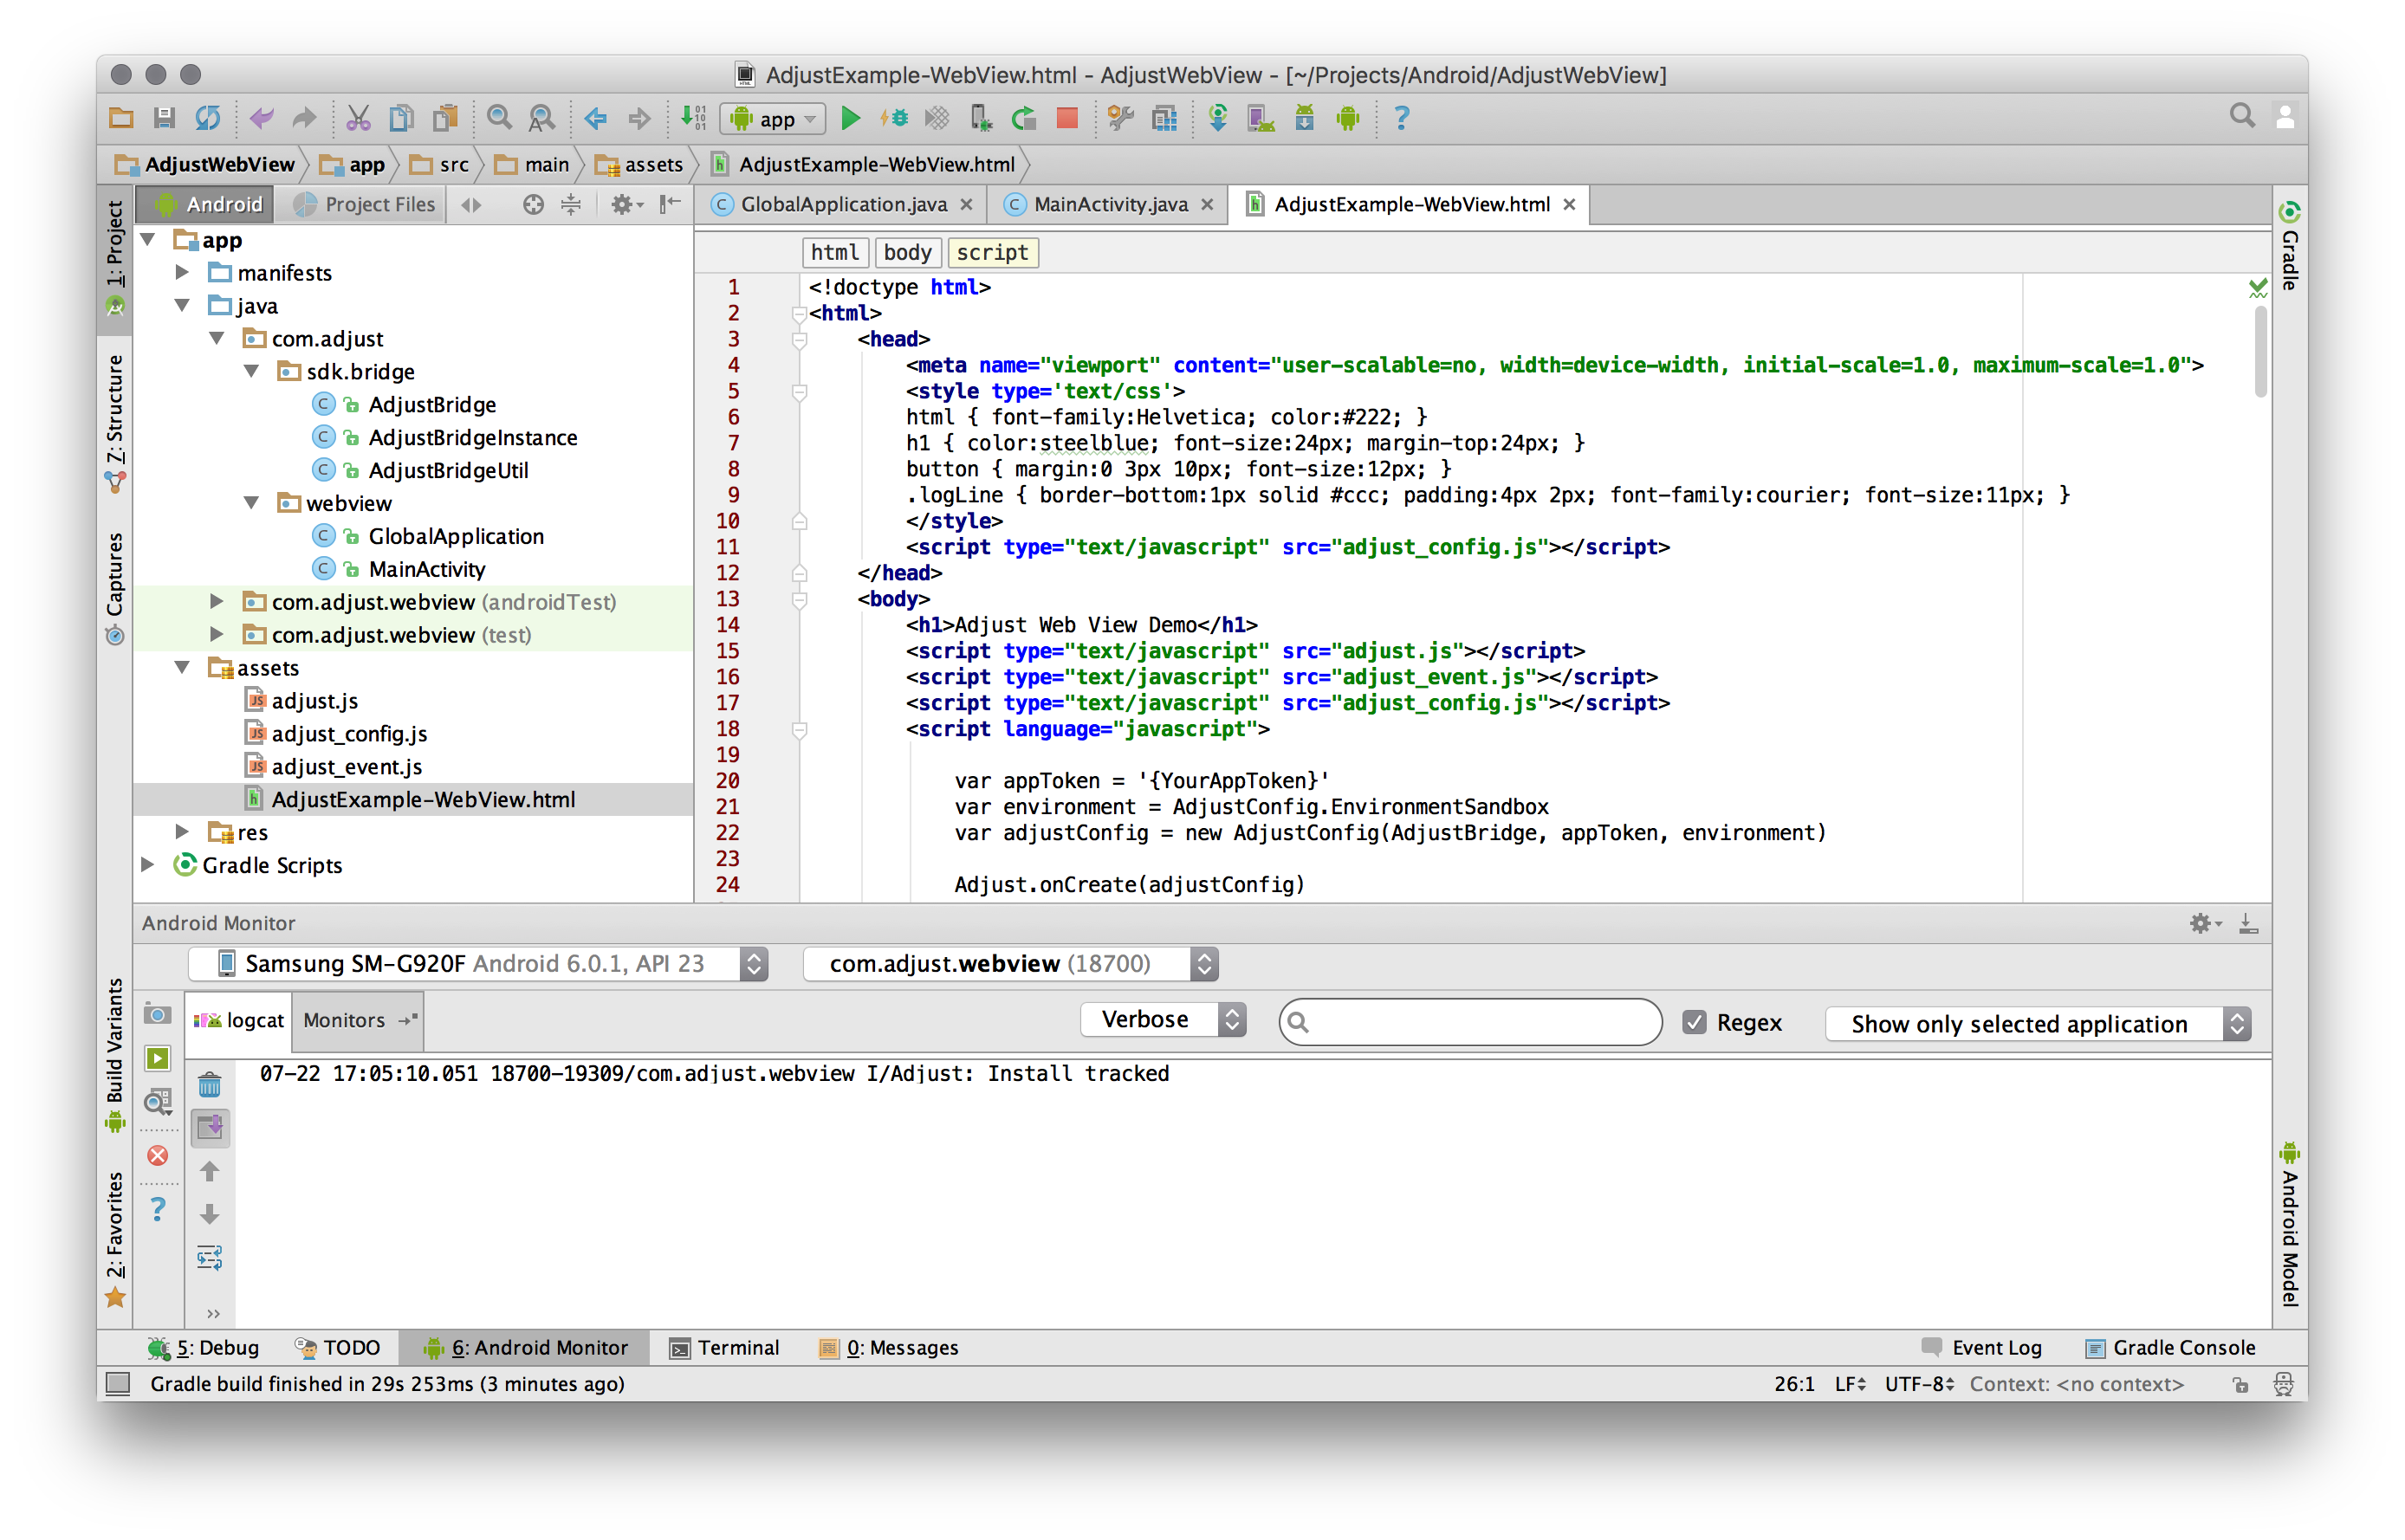 AdjustExample-WebView.html - AdjustWebView - [~/Projects/Android/AdjustWebView]
app
AdjustWebView app src main assets AdjustExample-WebView.html
Android Project Files
GlobalApplication.java MainActivity.java AdjustExample-WebView.html
1: Project
7: Structure
Captures
Build Variants
2: Favorites
app
manifests
java
com.adjust
sdk.bridge
AdjustBridge
AdjustBridgeInstance
AdjustBridgeUtil
webview
GlobalApplication
MainActivity
com.adjust.webview (androidTest)
com.adjust.webview (test)
assets
adjust.js
adjust_config.js
adjust_event.js
AdjustExample-WebView.html
res
Gradle Scripts
html body script
1 <!doctype html>
2 <html>
3 <head>
4 <meta name="viewport" content="user-scalable=no, width=device-width, initial-scale=1.0, maximum-scale=1.0">
5 <style type='text/css'>
6 html { font-family:Helvetica; color:#222; }
7 h1 { color:steelblue; font-size:24px; margin-top:24px; }
8 button { margin:0 3px 10px; font-size:12px; }
9 .logLine { border-bottom:1px solid #ccc; padding:4px 2px; font-family:courier; font-size:11px; }
10 </style>
11 <script type="text/javascript" src="adjust_config.js"></script>
12 </head>
13 <body>
14 <h1>Adjust Web View Demo</h1>
15 <script type="text/javascript" src="adjust.js"></script>
16 <script type="text/javascript" src="adjust_event.js"></script>
17 <script type="text/javascript" src="adjust_config.js"></script>
18 <script language="javascript">
19
20 var appToken = '{YourAppToken}'
21 var environment = AdjustConfig.EnvironmentSandbox
22 var adjustConfig = new AdjustConfig(AdjustBridge, appToken, environment)
23
24 Adjust.onCreate(adjustConfig)
Gradle
Android Model
Android Monitor
Samsung SM-G920F Android 6.0.1, API 23 com.adjust.webview (18700)
logcat Monitors Verbose Regex Show only selected application
07-22 17:05:10.051 18700-19309/com.adjust.webview I/Adjust: Install tracked
5: Debug TODO 6: Android Monitor Terminal 0: Messages Event Log Gradle Console
Gradle build finished in 29s 253ms (3 minutes ago) 26:1 LF UTF-8 Context: <no context>